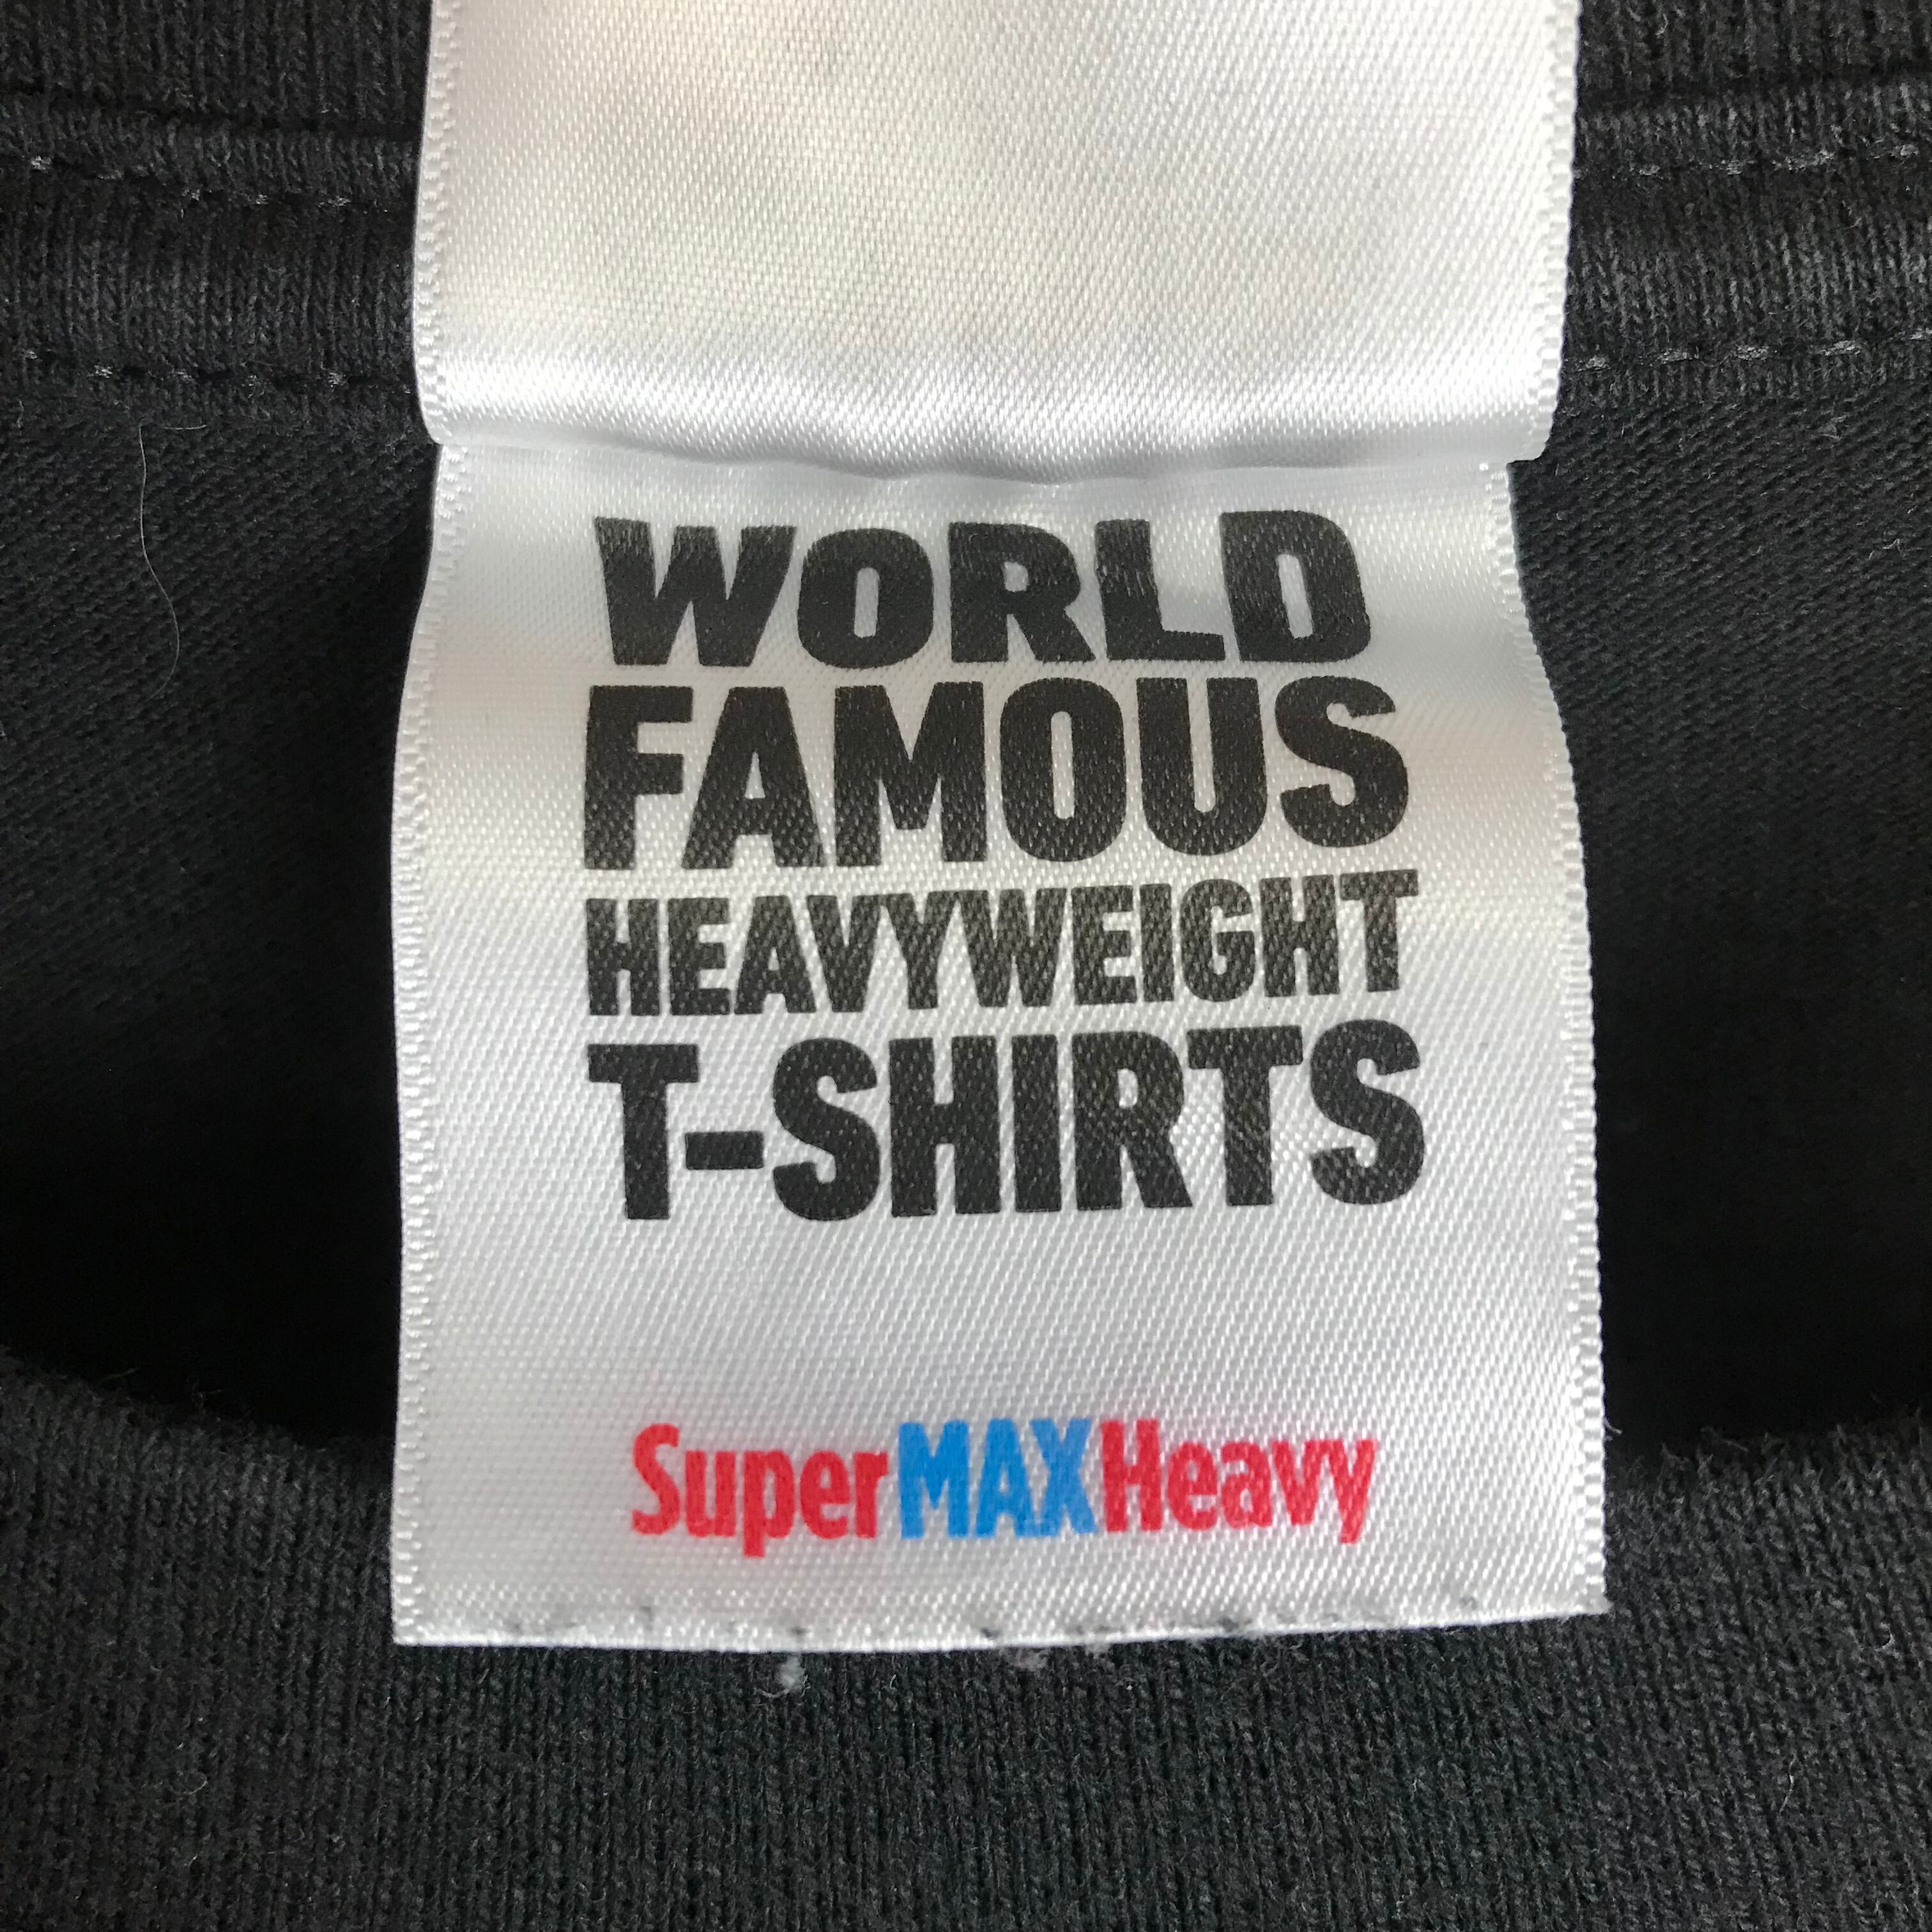 WORLD
FAMOUS
HEAVYWEIGHT
T-SHIRTS
SuperMAXHeavy